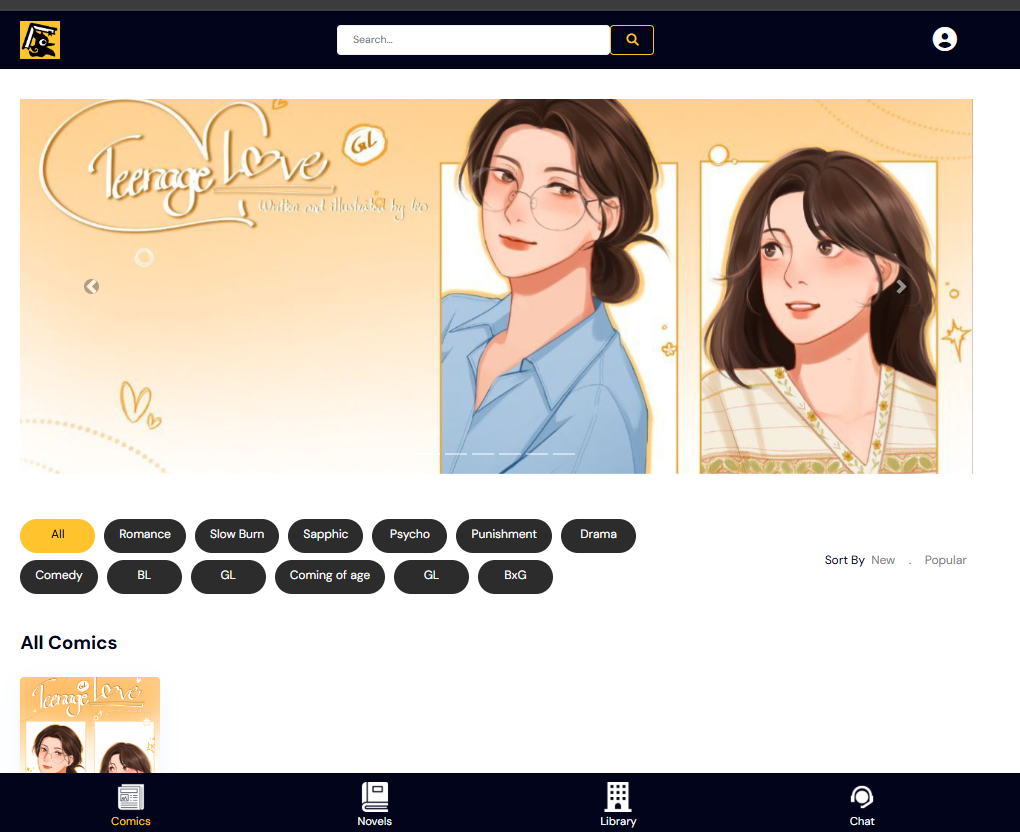 Search...
Teenage Love
GL
Written and illustrated by leo
All Romance Slow Burn Sapphic Psycho Punishment Drama
Comedy BL GL Coming of age GL BxG
Sort By New . Popular
All Comics
Teenage Love
GL
Comics Novels Library Chat